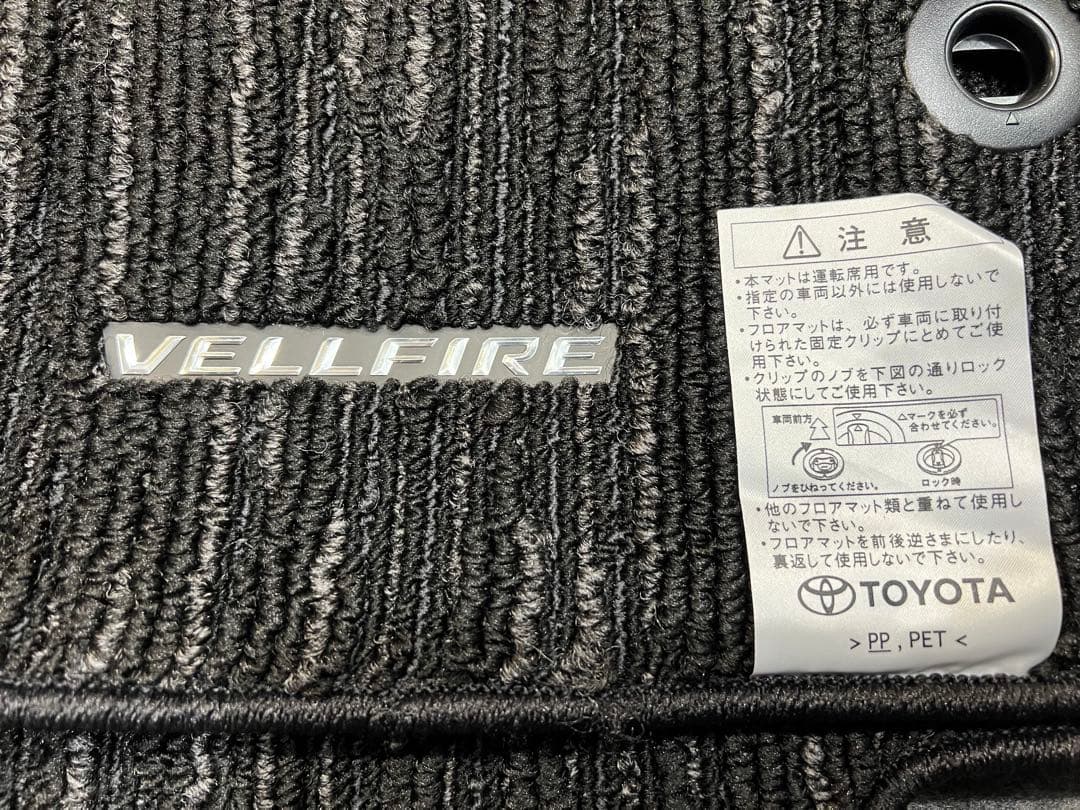 VELLFIRE
注意
・本マットは運転席用です。
・指定の車両以外には使用しないで
下さい。
・フロアマットは、必ず車両に取り付
けられた固定クリップにとめてご使
用下さい。
・クリップのノブを下図の通りロック
状態にしてご使用下さい。
車両前方
△マークを必ず
合わせてください。
ノブをひねってください。
ロック時
・他のフロアマット類と重ねて使用し
ないで下さい。
・フロアマットを前後逆さまにしたり、
裏返して使用しないで下さい。
TOYOTA
> PP , PET <